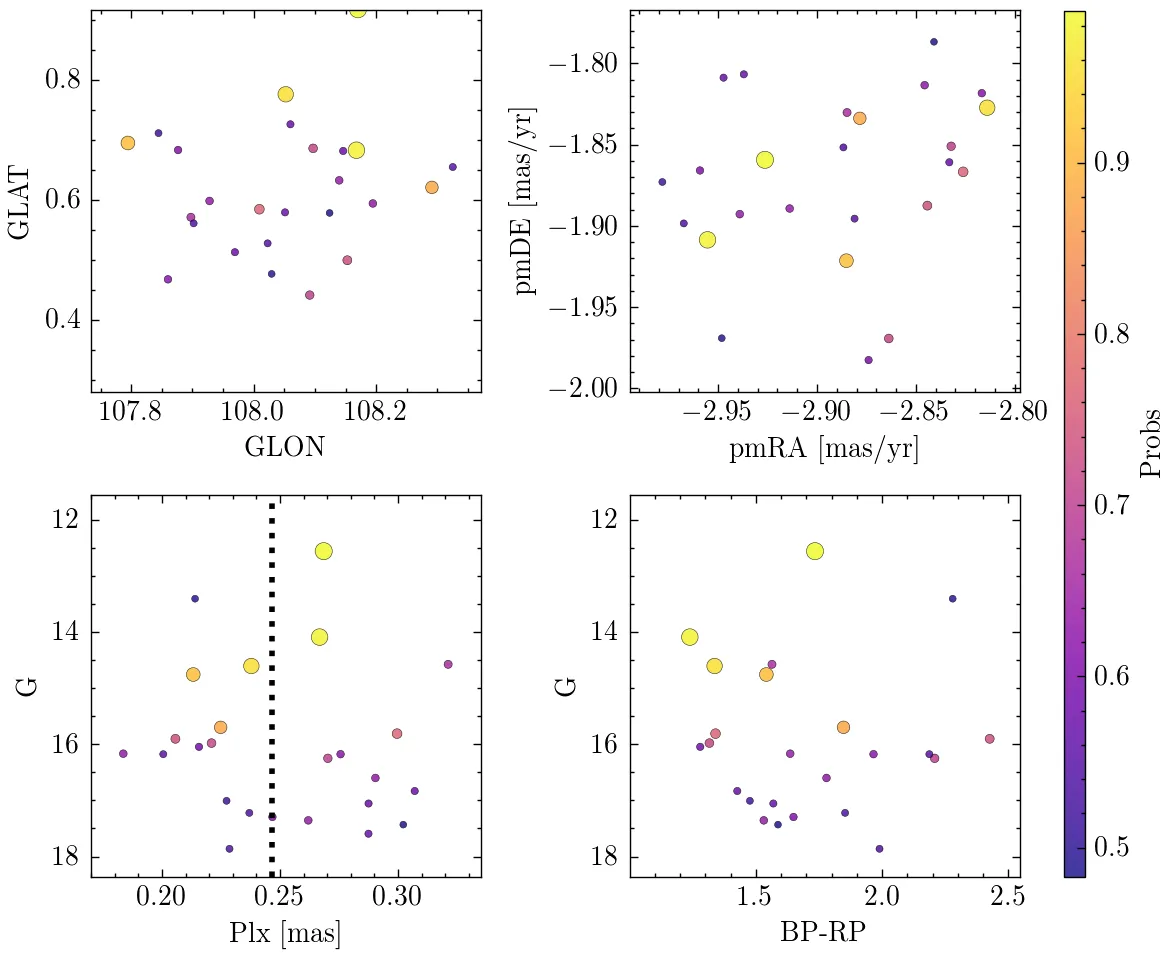 0.8
0.6
0.4
GLAT
107.8 108.0 108.2
GLON
−1.80
−1.85
−1.90
−1.95
−2.00
pmDE [mas/yr]
−2.95 −2.90 −2.85 −2.80
pmRA [mas/yr]
12
14
16
18
G
0.20 0.25 0.30
Plx [mas]
12
14
16
18
G
1.5 2.0 2.5
BP-RP
0.9
0.8
0.7
0.6
0.5
Probs